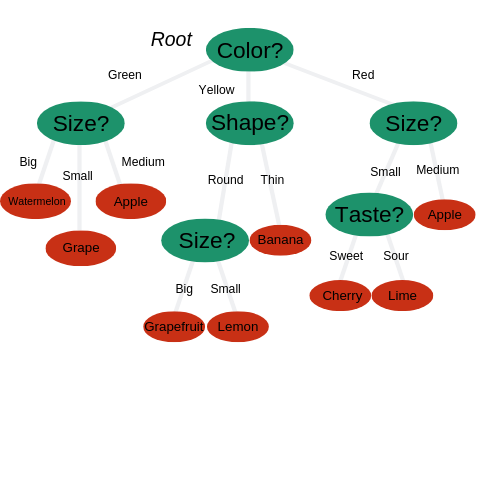 Root
Color?
Green
Yellow
Red
Size?
Shape?
Size?
Big
Small
Medium
Round
Thin
Small
Medium
Watermelon
Apple
Grape
Size?
Banana
Taste?
Apple
Big
Small
Sweet
Sour
Grapefruit
Lemon
Cherry
Lime